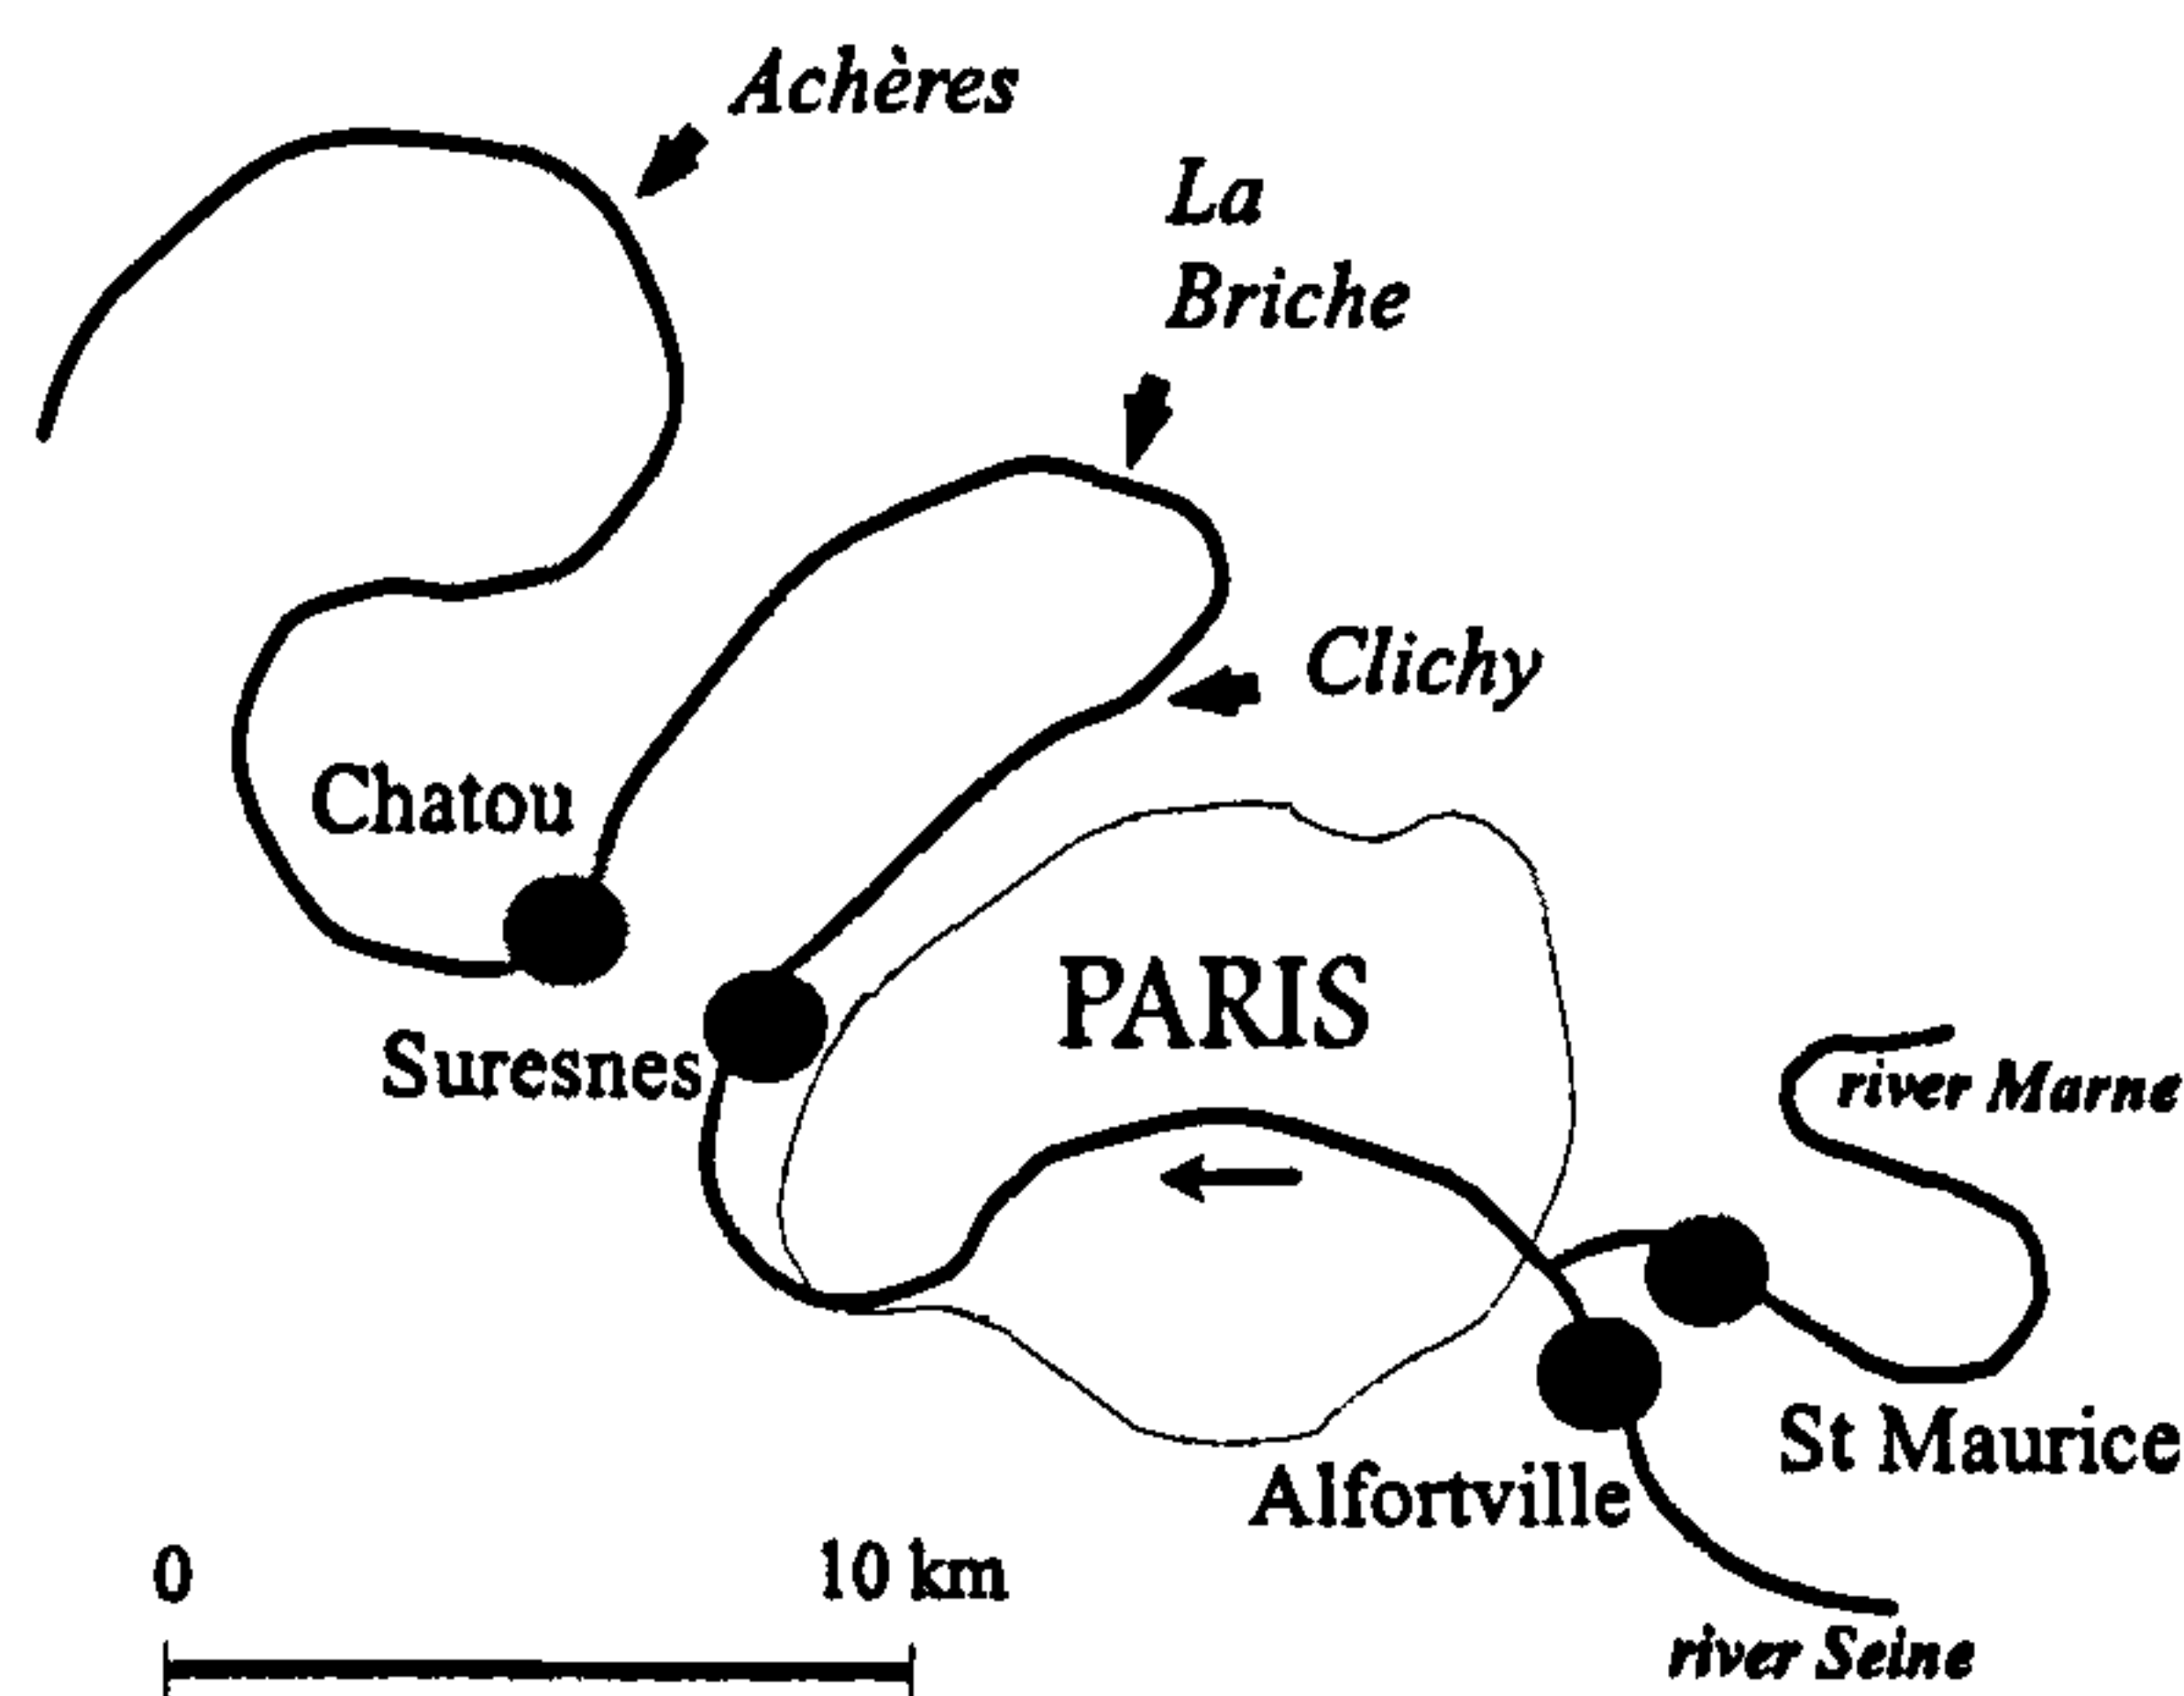 Achères
La
Briche
Clichy
Chatou
PARIS
Suresnes
river Marne
St Maurice
Alfortville
0
10 km
river Seine